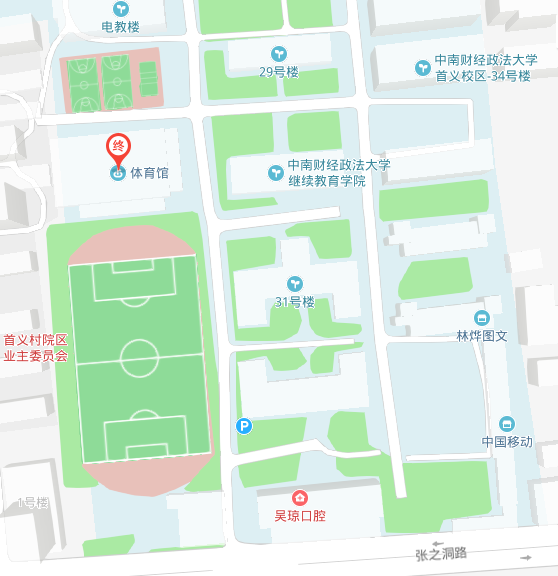 电教楼
29号楼
中南财经政法大学
首义校区-34号楼
终
体育馆
中南财经政法大学
继续教育学院
31号楼
首义村院区
业主委员会
林烨图文
P
中国移动
1号楼
吴琼口腔
张之洞路